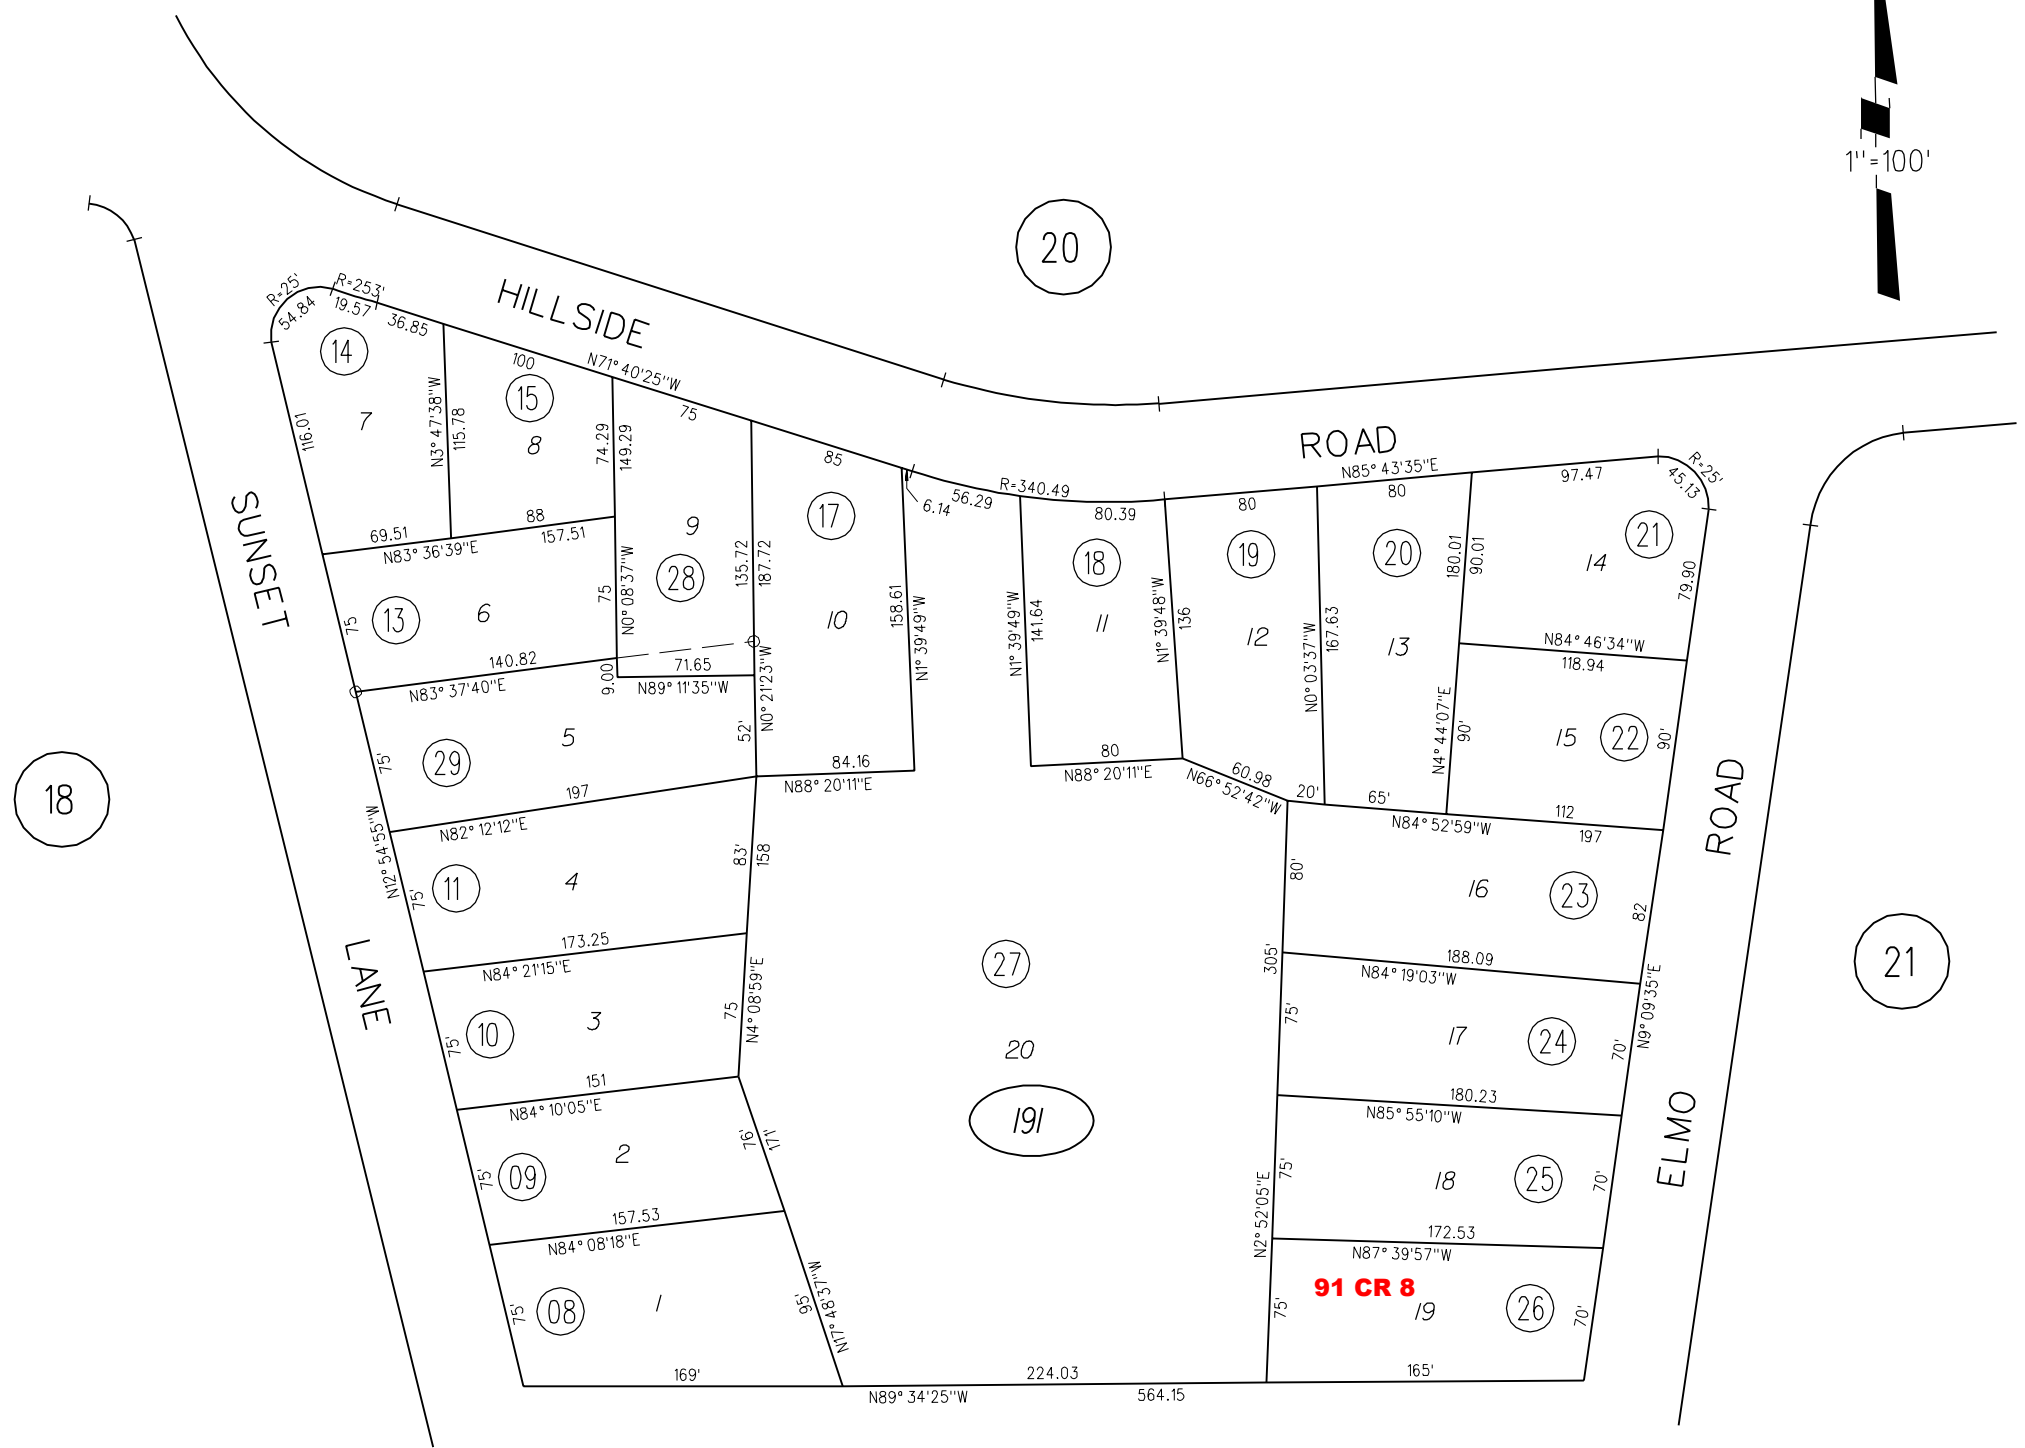 1"=100'
20
HILLSIDE
ROAD
R=25'
54.84
R=253'
19.57
36.85
14
7
116.01
N3° 47'38"W
115.78
100
N71° 40'25"W
15
8
74.29
149.29
75
9
28
135.72
187.72
85
17
10
158.61
N1° 39'49"W
6.14
56.29
R=340.49
80.39
18
11
N1° 39'49"W
141.64
N1° 39'48"W
136
80
19
12
N85° 43'35"E
80
20
13
N0° 03'37"W
167.63
180.01
90.01
97.47
R=25'
45.13
21
14
79.90
N84° 46'34"W
118.94
15
22
90'
N4° 44'07"E
90'
SUNSET
LANE
69.51
N83° 36'39"E
88
157.51
75
13
6
75
N0° 08'37"W
140.82
N83° 37'40"E
9.00
71.65
N89° 11'35"W
N0° 21'23"W
52'
75'
29
5
84.16
N88° 20'11"E
80
N88° 20'11"E
60.98
N66° 52'42"W
20'
65'
N84° 52'59"W
112
197
18
197
N82° 12'12"E
N12° 54'55"W
75'
11
4
83'
158
173.25
N84° 21'15"E
75'
10
3
75
N4° 08'59"E
151
N84° 10'05"E
75'
09
2
76'
171'
157.53
N84° 08'18"E
75'
08
1
95'
N17° 48'37"W
169'
27
20
191
80'
305'
16
23
82
188.09
N84° 19'03"W
75'
17
24
70'
N9° 09'35"E
180.23
N85° 55'10"W
75'
18
25
70'
N2° 52'05"E
172.53
N87° 39'57"W
91 CR 8
75'
19
26
70'
165'
224.03
N89° 34'25"W
564.15
ELMO
ROAD
21